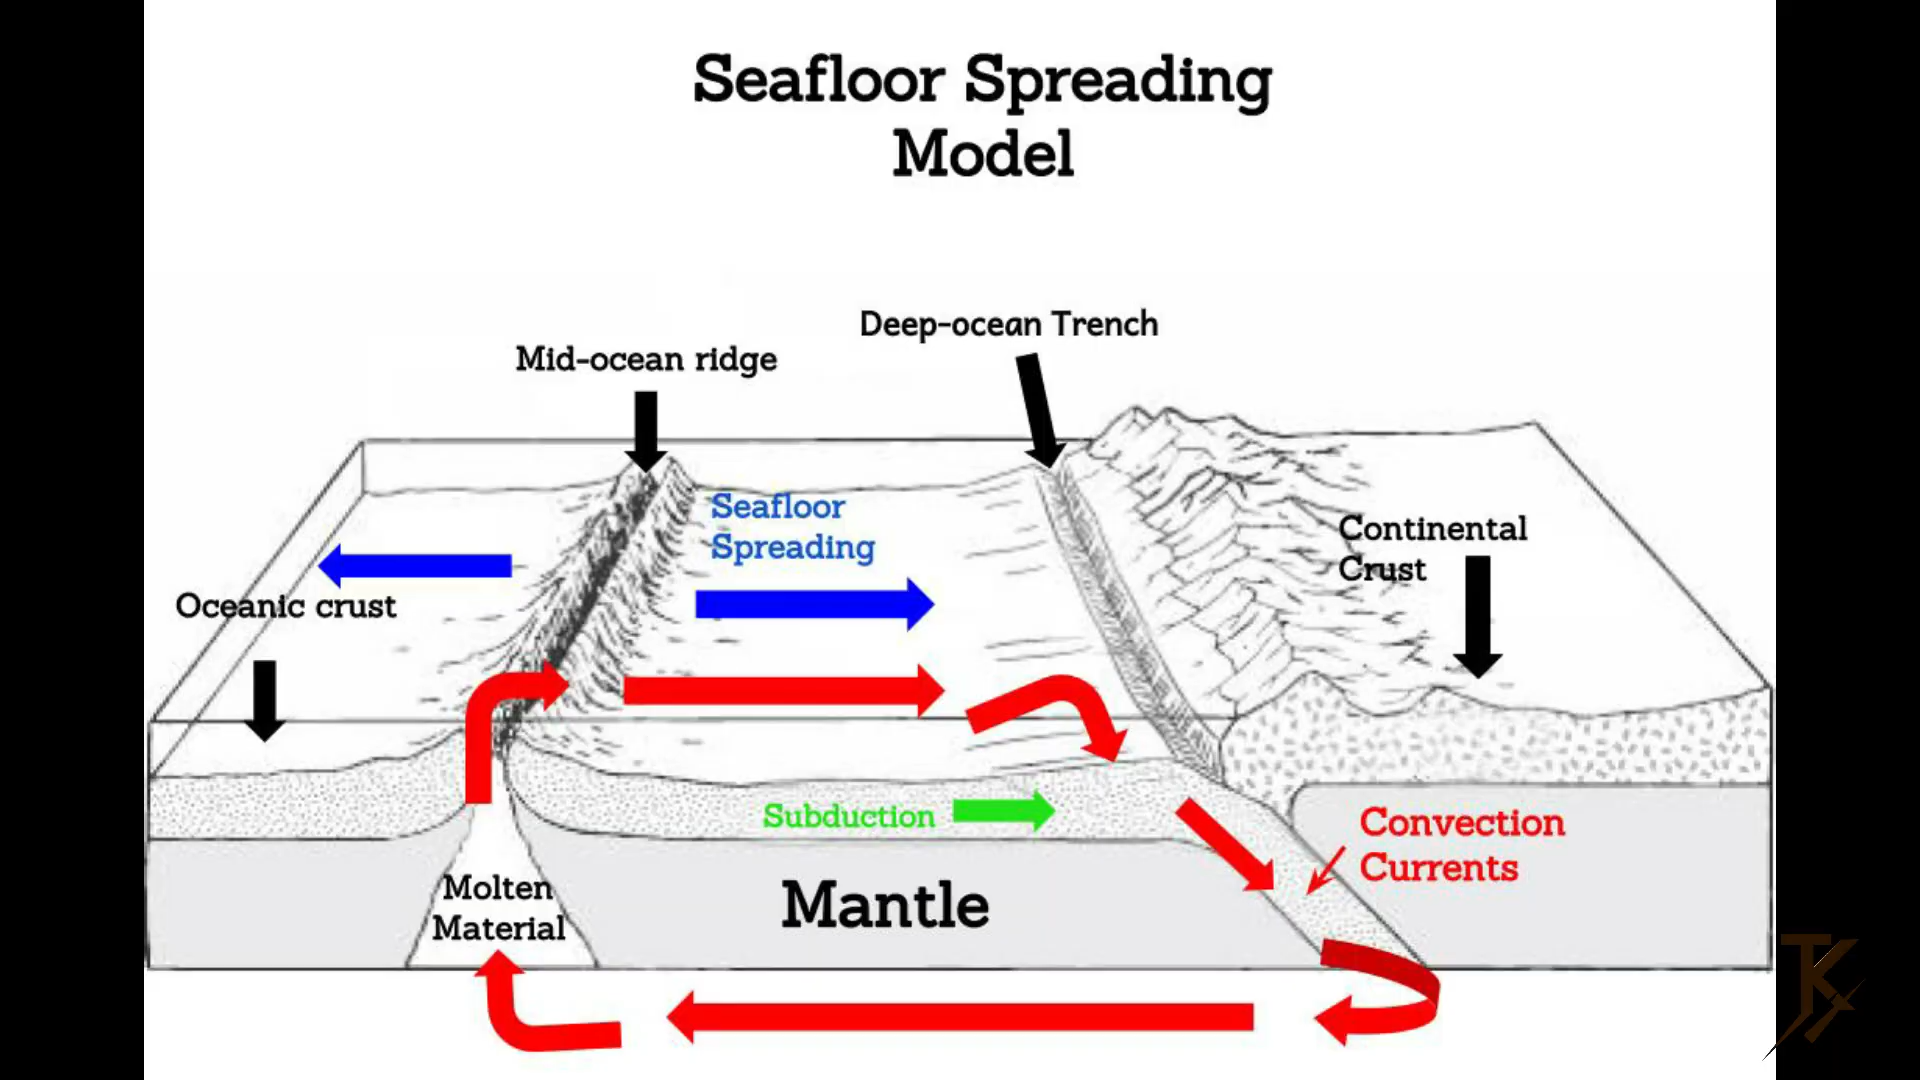 Seafloor Spreading
Model
Deep-ocean Trench
Mid-ocean ridge
Seafloor
Spreading
Continental
Crust
Oceanic crust
Subduction
Convection
Currents
Molten
Material
Mantle